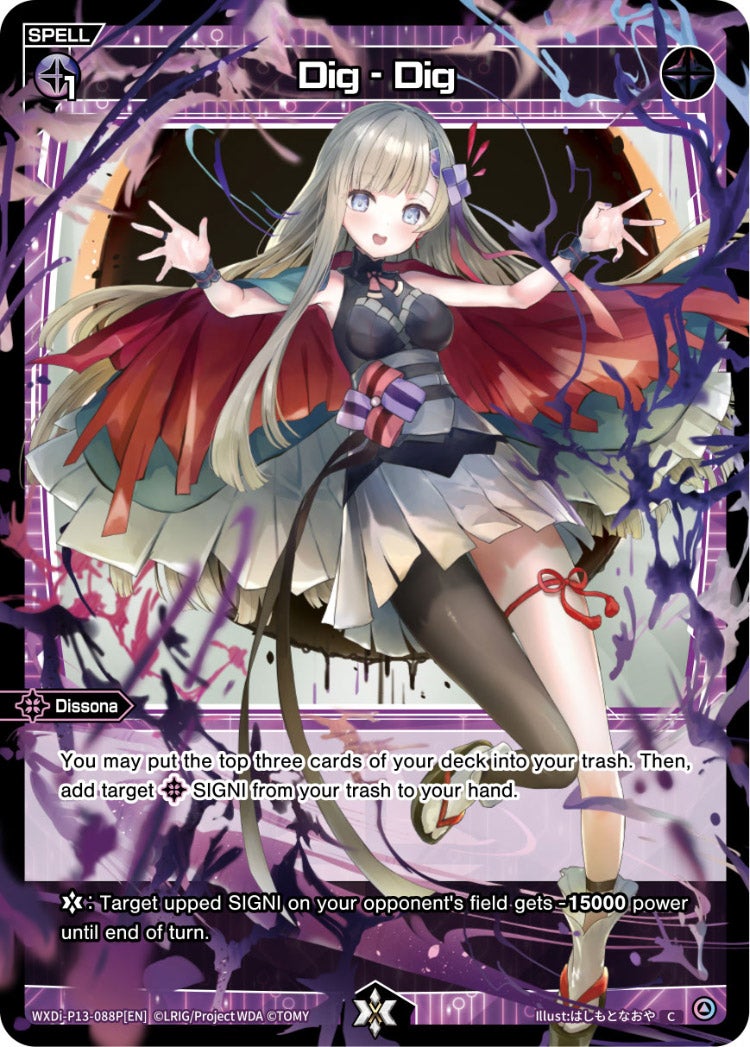 SPELL
1
Dig - Dig
Dissona
You may put the top three cards of your deck into your trash. Then,
add target SIGNI from your trash to your hand.
: Target upped SIGNI on your opponent's field gets -15000 power
until end of turn.
WXDi-P13-088P[EN] ©LRIG/Project WDA ©TOMY
Illust:はしもとなおや C